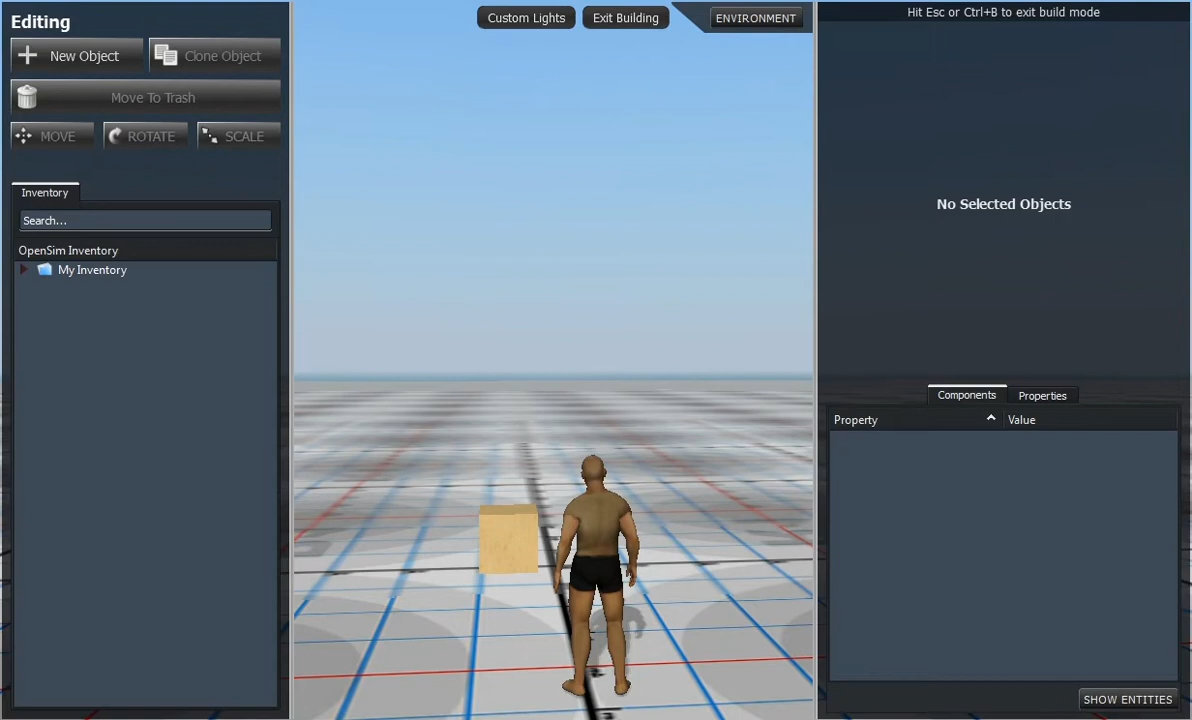 Editing
Custom Lights
Exit Building
ENVIRONMENT
Hit Esc or Ctrl+B to exit build mode
New Object
Clone Object
Move To Trash
MOVE
ROTATE
SCALE
Inventory
Search...
OpenSim Inventory
My Inventory
No Selected Objects
Components
Properties
Property
Value
SHOW ENTITIES